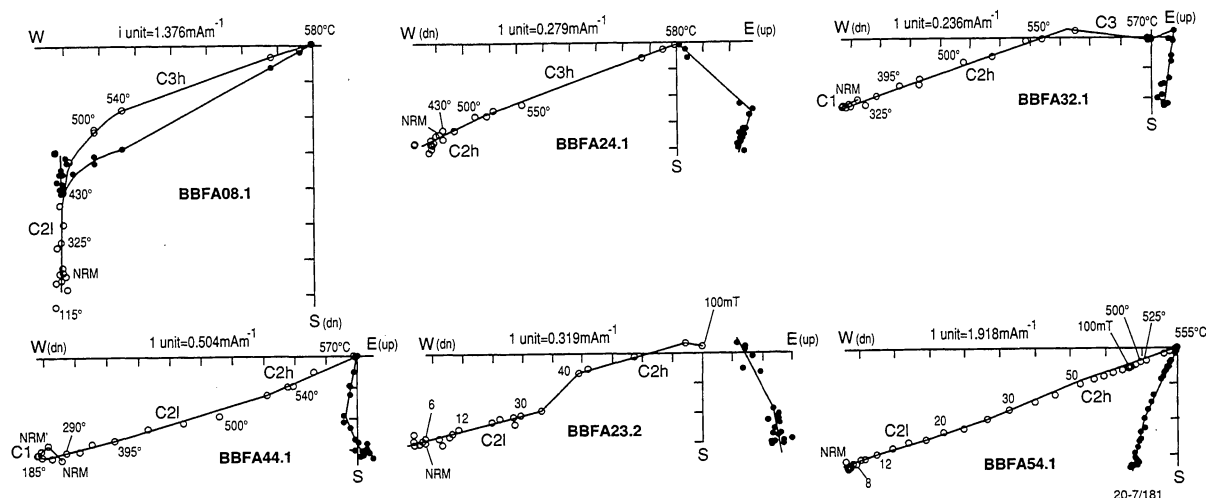 W
i unit=1.376mAm⁻¹
580°C
C3h
540°
500°
430°
C2l
325°
NRM
115°
BBFA08.1
S (dn)
W (dn)
1 unit=0.279mAm⁻¹
580°
E (up)
C3h
430°
500°
550°
NRM
C2h
BBFA24.1
S
W (dn)
1 unit=0.236mAm⁻¹
550°
C3
570°C
E (up)
500°
C2h
395°
NRM
C1
325°
BBFA32.1
S
W (dn)
1 unit=0.504mAm⁻¹
570°C
E (up)
C2h
540°
C2l
500°
NRM'
290°
395°
C1
185°
NRM
BBFA44.1
S
100mT
W (dn)
1 unit=0.319mAm⁻¹
E (up)
40
C2h
6
12
30
C2l
NRM
BBFA23.2
S
W (dn)
1 unit=1.918mAm⁻¹
100mT
500°
525°
555°C
50
C2h
30
20
C2l
NRM
12
8
BBFA54.1
S
20-7/181